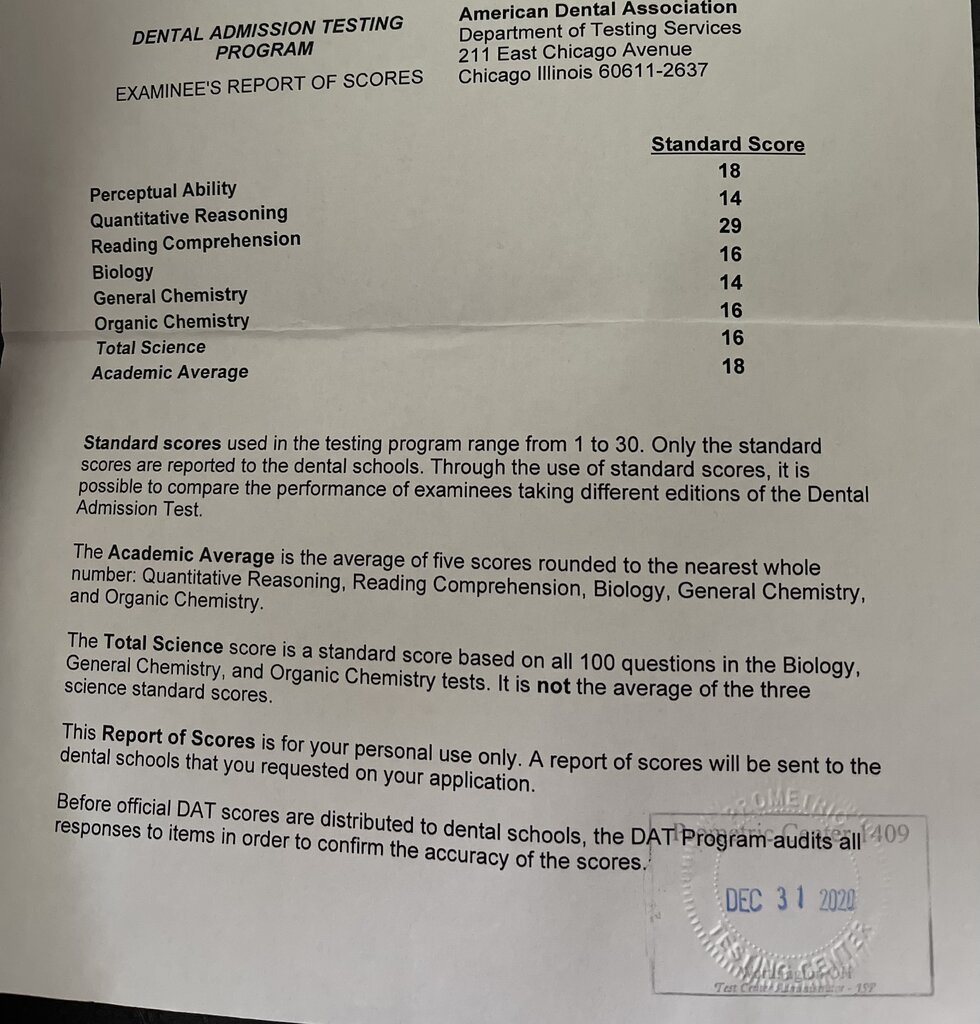 DENTAL ADMISSION TESTING
PROGRAM
EXAMINEE'S REPORT OF SCORES
American Dental Association
Department of Testing Services
211 East Chicago Avenue
Chicago Illinois 60611-2637
Standard Score
Perceptual Ability 18
Quantitative Reasoning 14
Reading Comprehension 29
Biology 16
General Chemistry 14
Organic Chemistry 16
Total Science 16
Academic Average 18
Standard scores used in the testing program range from 1 to 30. Only the standard
scores are reported to the dental schools. Through the use of standard scores, it is
possible to compare the performance of examinees taking different editions of the Dental
Admission Test.
The Academic Average is the average of five scores rounded to the nearest whole
number: Quantitative Reasoning, Reading Comprehension, Biology, General Chemistry,
and Organic Chemistry.
The Total Science score is a standard score based on all 100 questions in the Biology,
General Chemistry, and Organic Chemistry tests. It is not the average of the three
science standard scores.
This Report of Scores is for your personal use only. A report of scores will be sent to the
dental schools that you requested on your application.
Before official DAT scores are distributed to dental schools, the DAT Program audits all
responses to items in order to confirm the accuracy of the scores.
PROMETRIC
Prometric Center 1409
DEC 31 2020
TESTING CENTER
Test Center